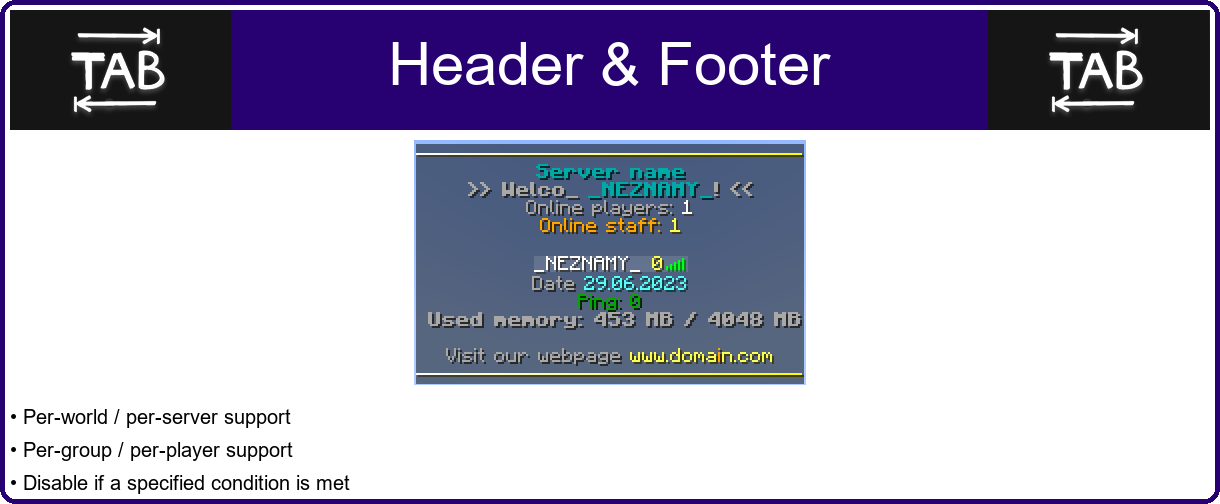 TAB
Header & Footer
TAB
Server name
>> Welco_ _NEZNAMY_! <<
Online players: 1
Online staff: 1
_NEZNAMY_ 0
Date 29.06.2023
Ping: 0
Used memory: 453 MB / 4048 MB
Visit our webpage www.domain.com
• Per-world / per-server support
• Per-group / per-player support
• Disable if a specified condition is met